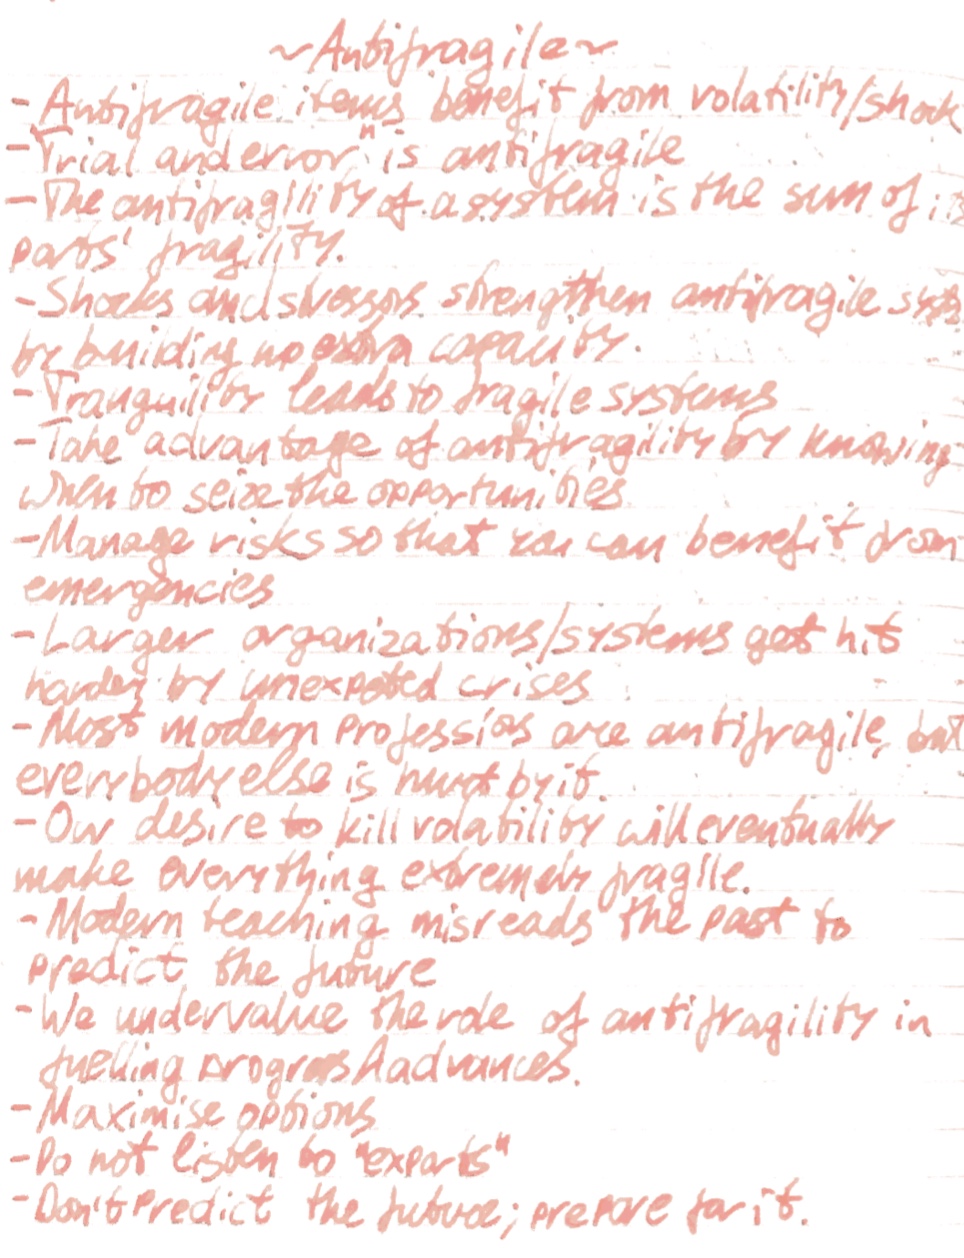 ~Antifragile~
- Antifragile items benefit from volatility/shock
- "Trial and error" is antifragile
- The antifragility of a system is the sum of its
parts' fragility.
- Shocks and stressors strengthen antifragile
by building up extra capacity.
- Tranquility leads to fragile systems
- Take advantage of antifragility by knowing
when to seize the opportunities
- Manage risks so that you can benefit from
emergencies
- Larger organizations/systems get hit
harder by unexpected crises
- Most modern professions are antifragile, but
everybody else is hurt by it.
- Our desire to kill volatility will eventually
make everything extremely fragile.
- Modern teaching misreads the past to
predict the future
- We undervalue the role of antifragility in
fuelling progress/advances.
- Maximise options
- Do not listen to "experts"
- Don't predict the future; prepare for it.